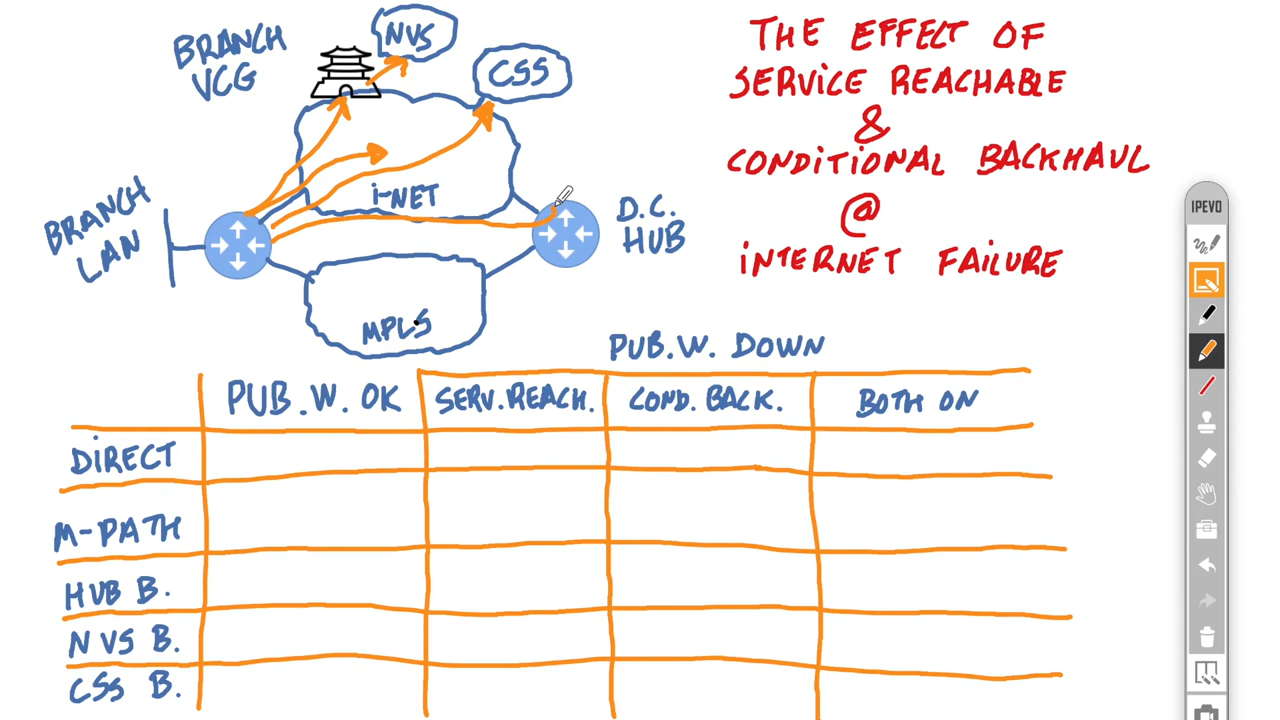 BRANCH
VCG
NVS
CSS
i-NET
BRANCH
LAN
D.C.
HUB
MPLS
THE EFFECT OF
SERVICE REACHABLE
&
CONDITIONAL BACKHAUL
@
INTERNET FAILURE
PUB.W. DOWN
PUB.W.OK
SERV.REACH.
COND.BACK.
BOTH ON
DIRECT
M-PATH
HUB B.
NVS B.
CSS B.
IPEVO